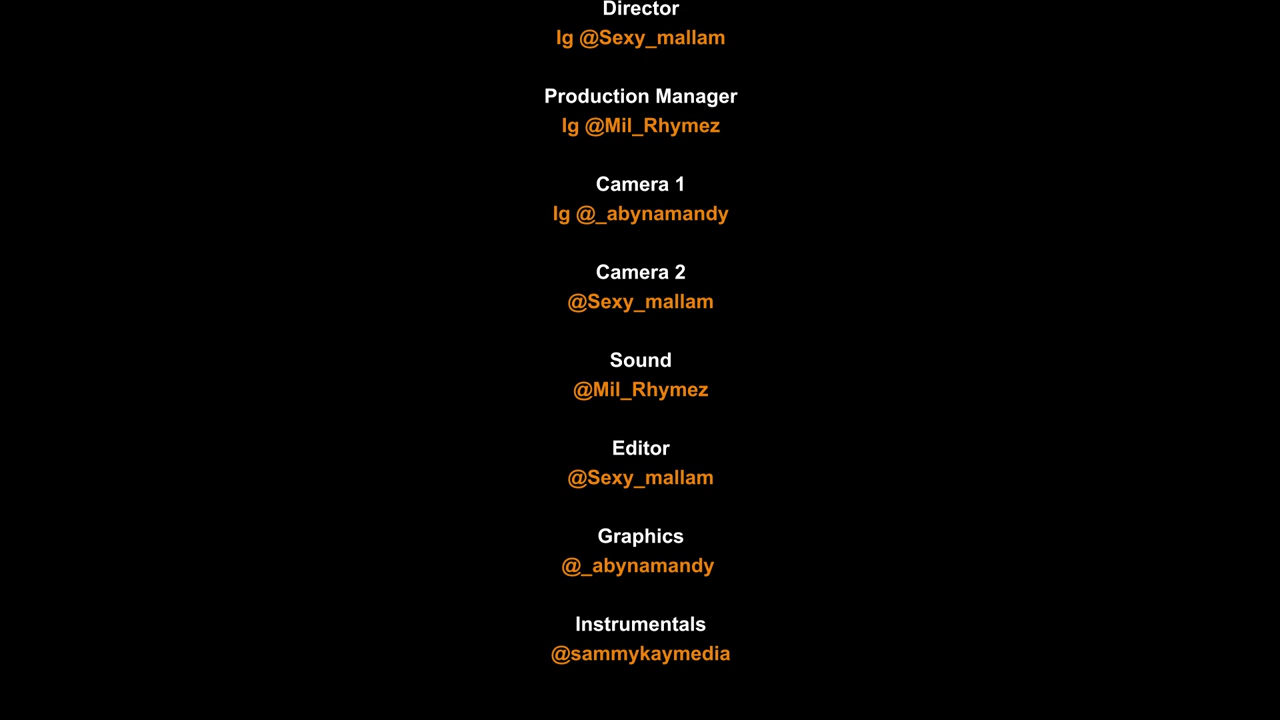 Director
Ig @Sexy_mallam
Production Manager
Ig @Mil_Rhymez
Camera 1
Ig @_abynamandy
Camera 2
@Sexy_mallam
Sound
@Mil_Rhymez
Editor
@Sexy_mallam
Graphics
@_abynamandy
Instrumentals
@sammykaymedia